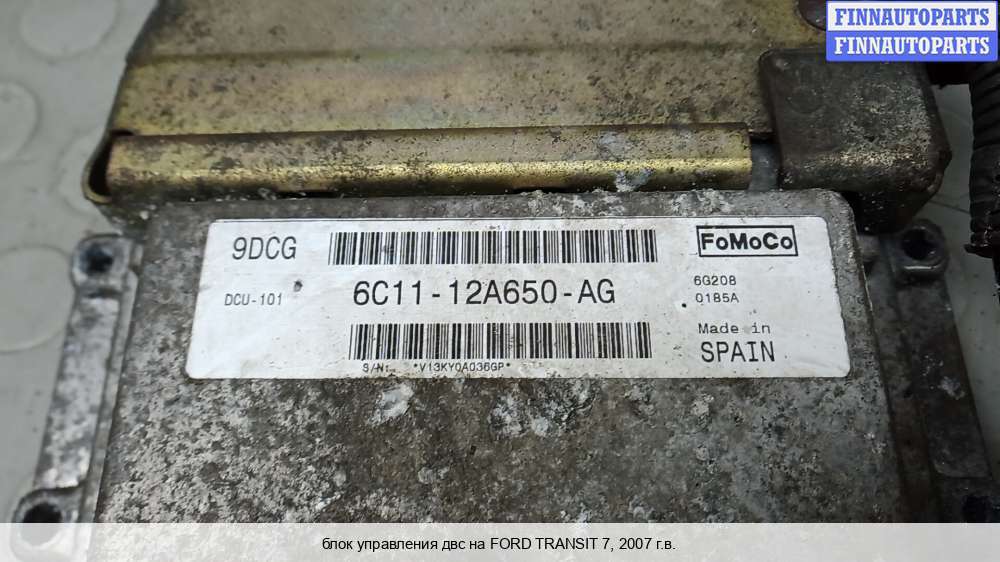 FINNAUTOPARTS
FINNAUTOPARTS
9DCG
FoMoCo
DCU-101
6C11-12A650-AG
6G208
0185A
Made in
SPAIN
S/N: *V13KY0A036GP*
блок управления двс на FORD TRANSIT 7, 2007 г.в.